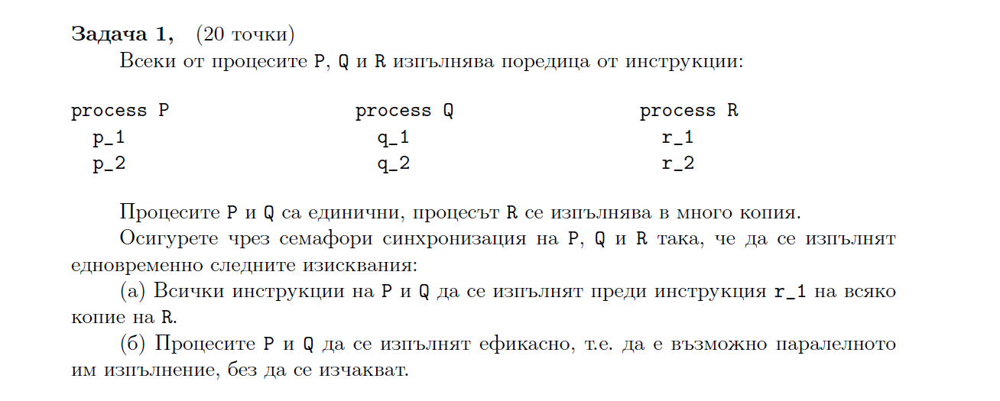 Задача 1, (20 точки)
Всеки от процесите P, Q и R изпълнява поредица от инструкции:
process P process Q process R
p_1 q_1 r_1
p_2 q_2 r_2
Процесите P и Q са единични, процесът R се изпълнява в много копия.
Осигурете чрез семафори синхронизация на P, Q и R така, че да се изпълнят
едновременно следните изисквания:
(а) Всички инструкции на P и Q да се изпълнят преди инструкция r_1 на всяко
копие на R.
(б) Процесите P и Q да се изпълнят ефикасно, т.е. да е възможно паралелното
им изпълнение, без да се изчакват.